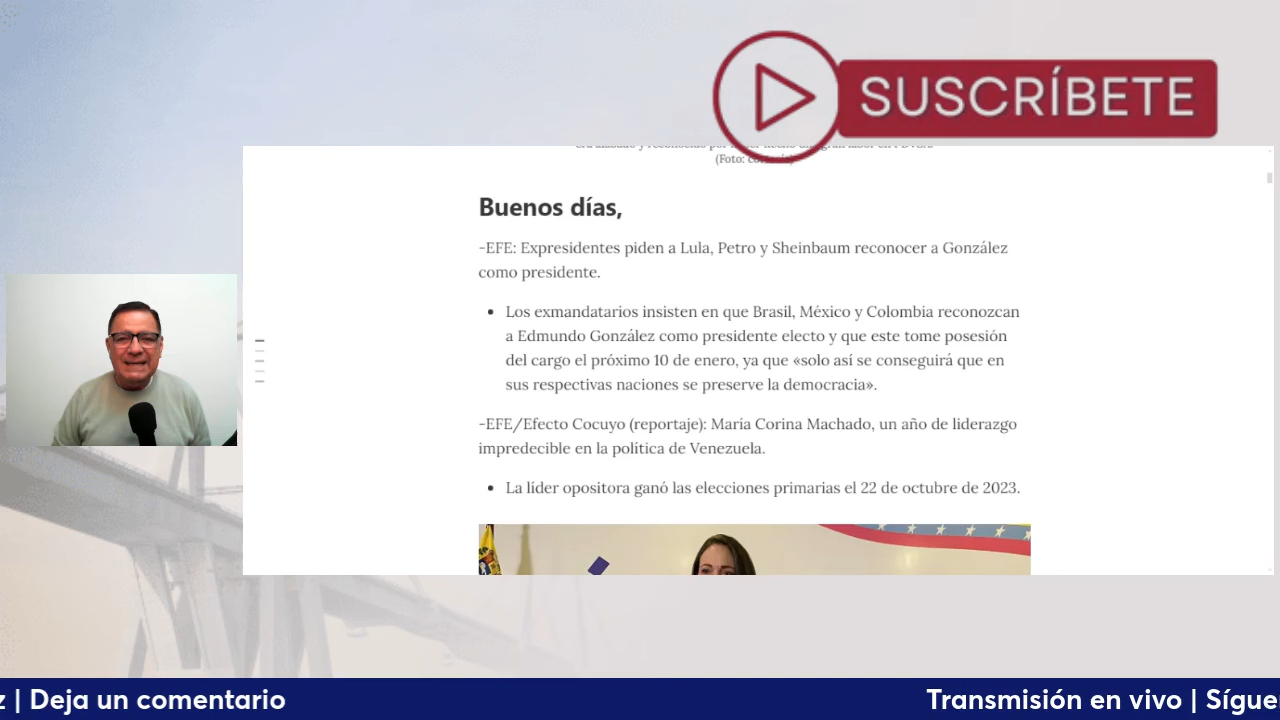 SUSCRÍBETE
(Foto:
Buenos días,
-EFE: Expresidentes piden a Lula, Petro y Sheinbaum reconocer a González
como presidente.
• Los exmandatarios insisten en que Brasil, México y Colombia reconozcan
a Edmundo González como presidente electo y que este tome posesión
del cargo el próximo 10 de enero, ya que «solo así se conseguirá que en
sus respectivas naciones se preserve la democracia».
-EFE/Efecto Cocuyo (reportaje): María Corina Machado, un año de liderazgo
impredecible en la política de Venezuela.
• La líder opositora ganó las elecciones primarias el 22 de octubre de 2023.
z | Deja un comentario
Transmisión en vivo | Sígue